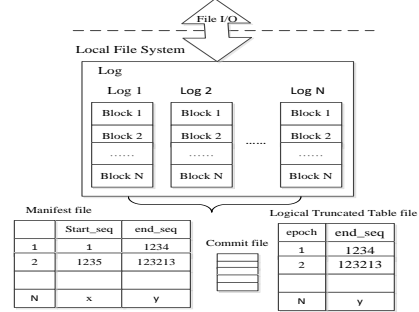 File I/O
Local File System
Log
Log 1 Log 2 Log N
Block 1 Block 1 Block 1
Block 2 Block 2 Block 2
...... ...... ...... ......
Block N Block N Block N
Manifest file
Logical Truncated Table file
Commit file
Start_seq end_seq
1 1 1234
2 1235 123213
N x y
epoch end_seq
1 1234
2 123213
N y